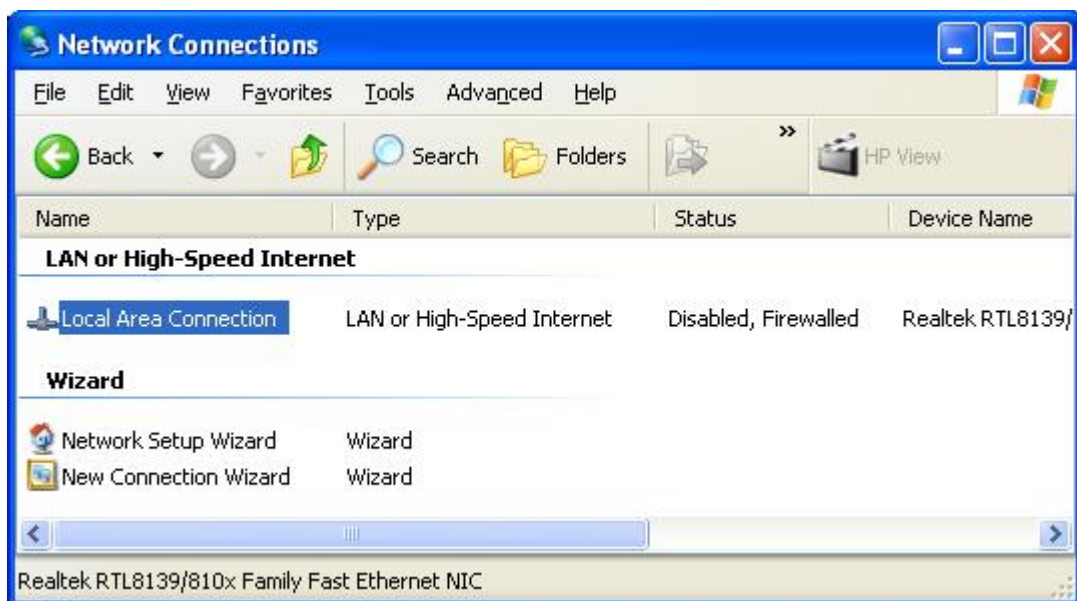 Network Connections
File Edit View Favorites Tools Advanced Help
Back Search Folders » HP View
Name Type Status Device Name
LAN or High-Speed Internet
Local Area Connection LAN or High-Speed Internet Disabled, Firewalled Realtek RTL8139/
Wizard
Network Setup Wizard Wizard
New Connection Wizard Wizard
Realtek RTL8139/810x Family Fast Ethernet NIC